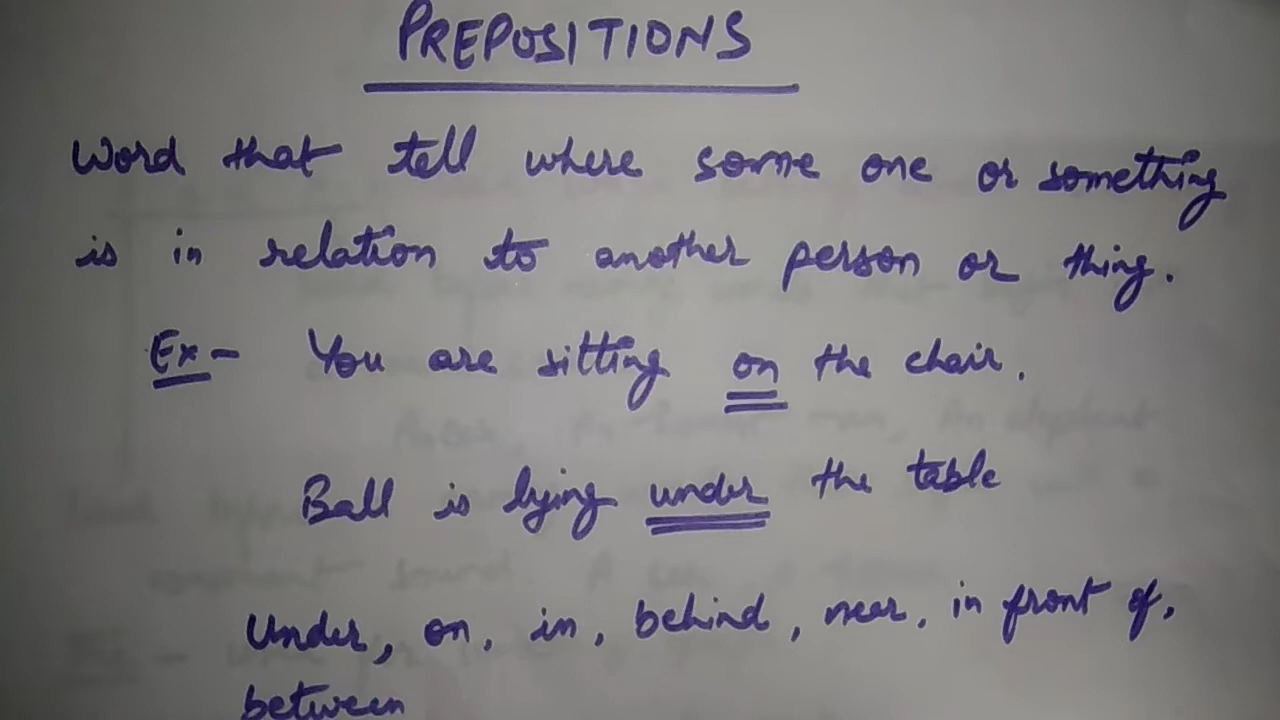 PREPOSITIONS
Word that tell where some one or something
is in relation to another person or thing.
Ex- You are sitting on the chair.
Ball is lying under the table
Under, on, in, behind, near, in front of,
between